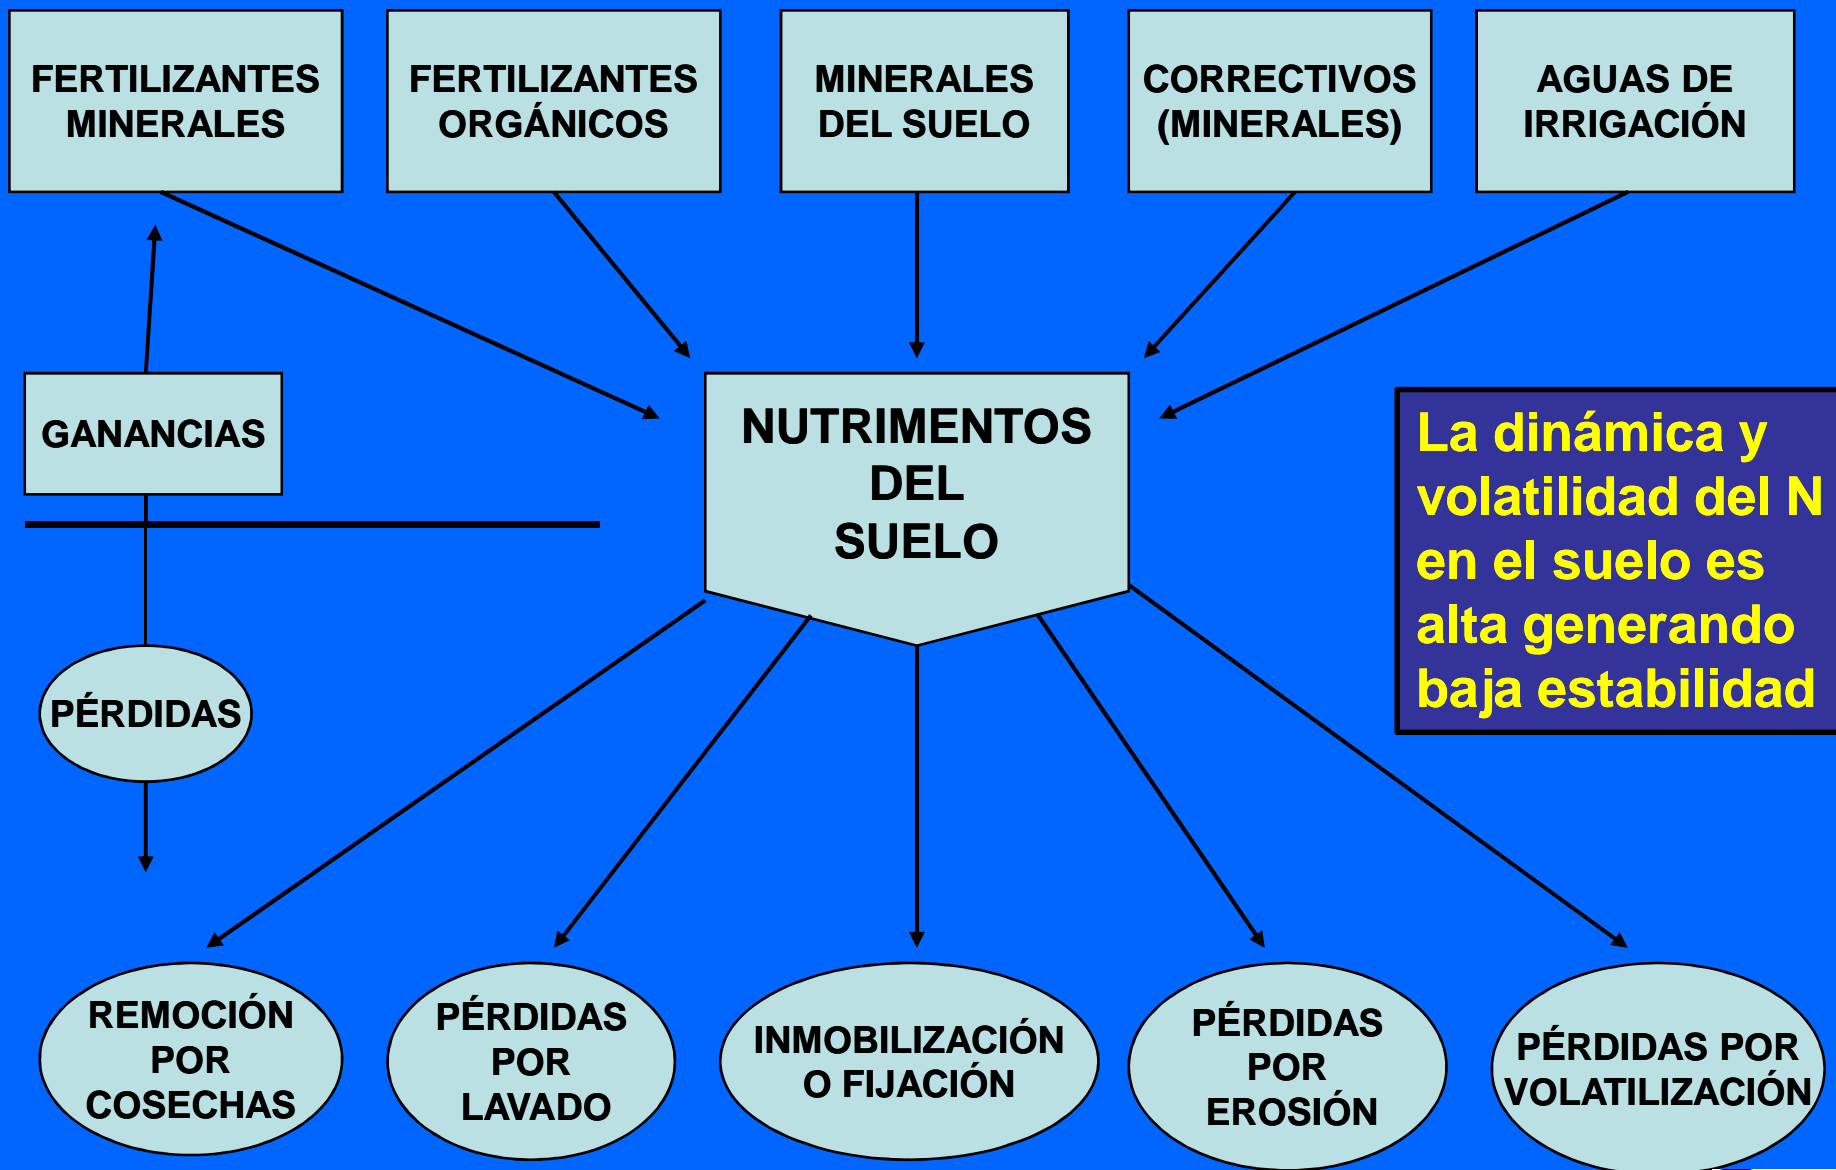 FERTILIZANTES
MINERALES
FERTILIZANTES
ORGÁNICOS
MINERALES
DEL SUELO
CORRECTIVOS
(MINERALES)
AGUAS DE
IRRIGACIÓN
GANANCIAS
NUTRIMENTOS
DEL
SUELO
La dinámica y
volatilidad del N
en el suelo es
alta generando
baja estabilidad
PÉRDIDAS
REMOCIÓN
POR
COSECHAS
PÉRDIDAS
POR
LAVADO
INMOBILIZACIÓN
O FIJACIÓN
PÉRDIDAS
POR
EROSIÓN
PÉRDIDAS POR
VOLATILIZACIÓN